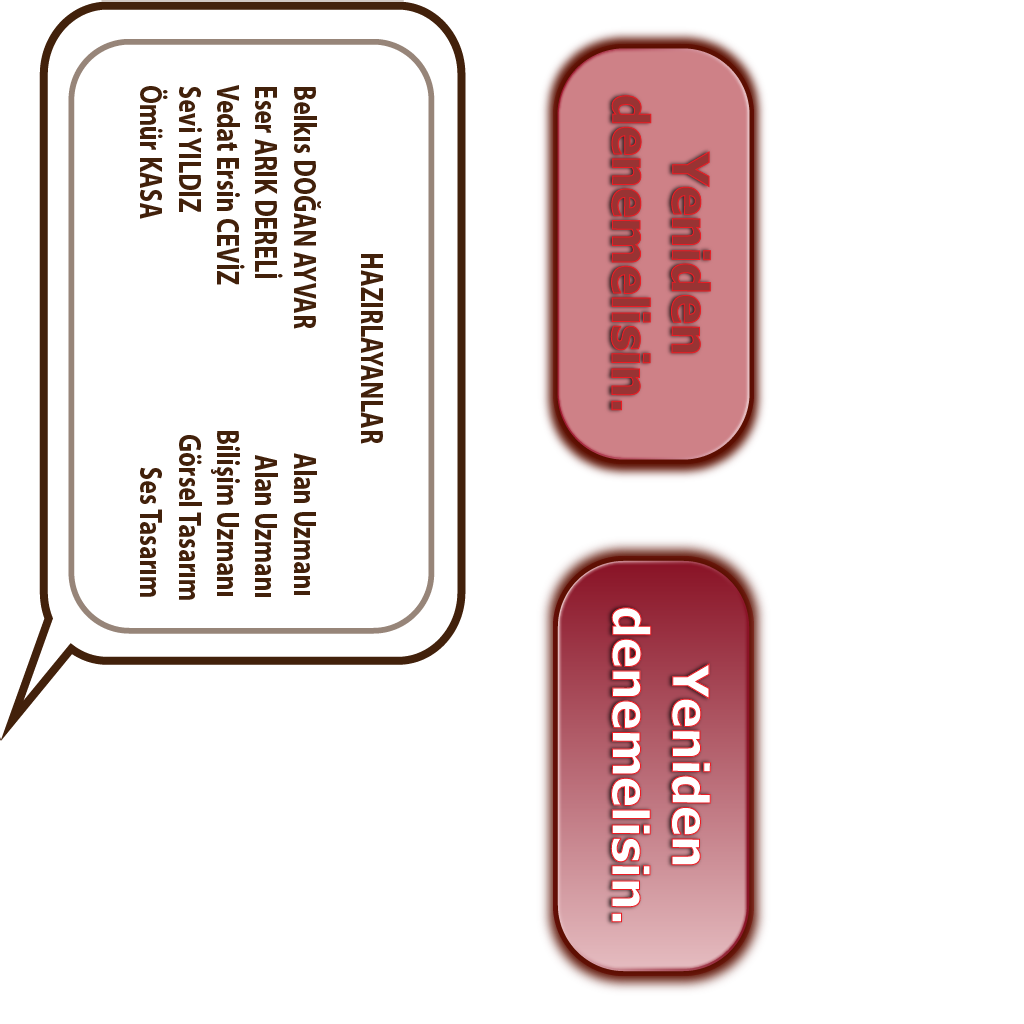 HAZIRLAYANLAR
Belkıs DOĞAN AYVAR Alan Uzmanı
Eser ARIK DERELİ Alan Uzmanı
Vedat Ersin CEVİZ Bilişim Uzmanı
Sevi YILDIZ Görsel Tasarım
Ömür KASA Ses Tasarım
Yeniden
denemelisin.
Yeniden
denemelisin.